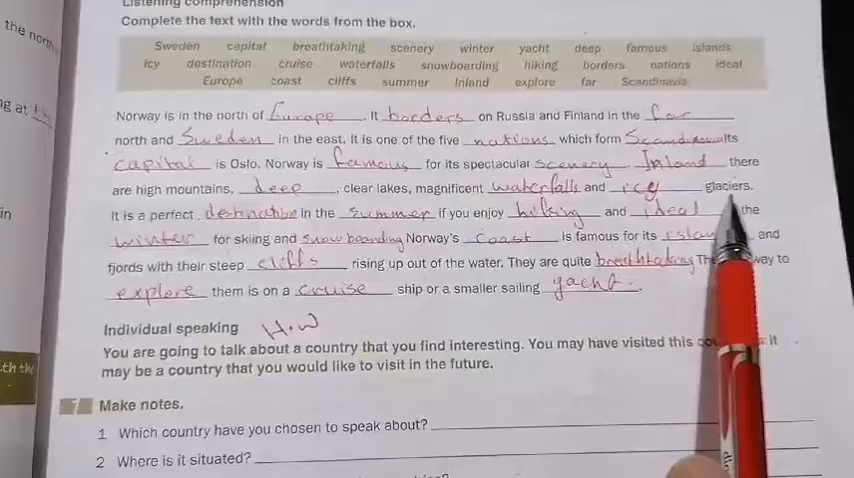 Listening comprehension
Complete the text with the words from the box.
Sweden capital breathtaking scenery winter yacht deep famous islands
icy destination cruise waterfalls snowboarding hiking borders nations ideal
Europe coast cliffs summer Inland explore far Scandinavia
the north
Norway is in the north of Europe. It borders on Russia and Finland in the far
north and Sweden in the east. It is one of the five nations which form Its
capital is Oslo. Norway is famous for its spectacular scenery. Inland there
are high mountains, deep, clear lakes, magnificent waterfalls and icy glaciers.
It is a perfect in the summer if you enjoy hiking and ideal the
winter for skiing and snowboarding Norway's coast is famous for its and
fjords with their steep cliffs rising up out of the water. They are quite breathtaking way to
explore them is on a cruise ship or a smaller sailing yacht.
Individual speaking H.W
You are going to talk about a country that you find interesting. You may have visited this it
may be a country that you would like to visit in the future.
1 Make notes.
1 Which country have you chosen to speak about?
2 Where is it situated?